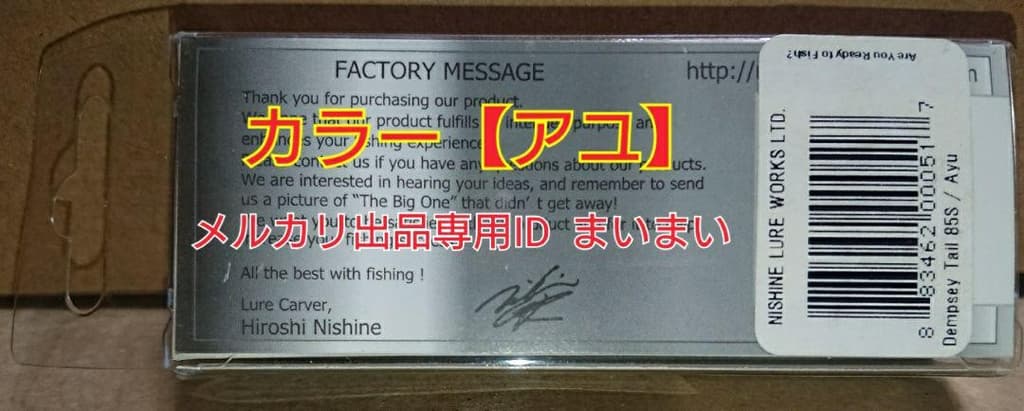 FACTORY MESSAGE
http://
Thank you for purchasing our product.
that our product fulfills
fishing experience
us if you have any about our products.
We are interested in hearing your ideas, and remember to send
us a picture of "The Big One" that didn't get away!
All the best with fishing !
Lure Carver,
Hiroshi Nishine
カラー【アユ】
メルカリ出品専用ID まいまい
Are You Ready to Fish?
NISHINE LURE WORKS LTD.
8 83462 00051 7
Dempsey Tail 85S / Ayu